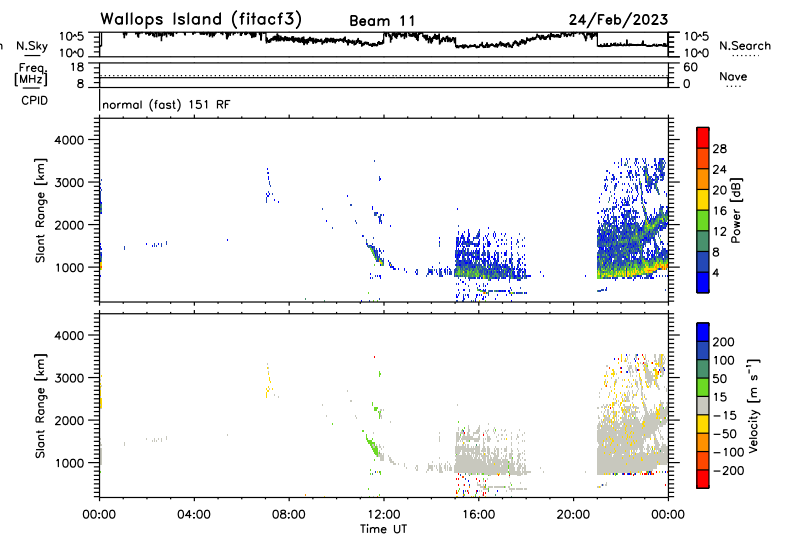 Wallops Island (fitacf3) Beam 11 24/Feb/2023
n N.Sky 10^5 10^0 10^5 10^0 N.Search
Freq. [MHz] 18 8 60 0 Nave
CPID normal (fast) 151 RF
Slant Range [km] 4000 3000 2000 1000
28 24 20 16 12 8 4 Power [dB]
Slant Range [km] 4000 3000 2000 1000
200 100 50 15 −15 −50 −100 −200 Velocity [m s⁻¹]
00:00 04:00 08:00 12:00 16:00 20:00 00:00
Time UT